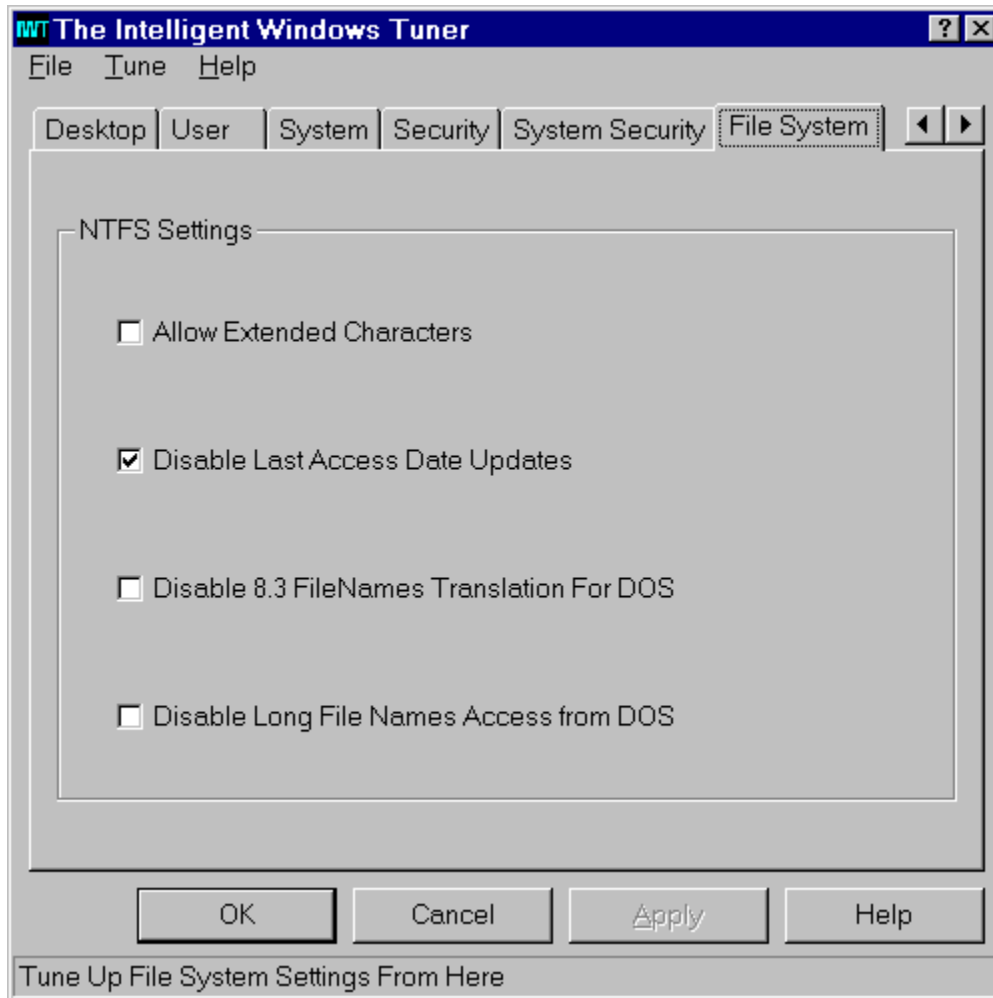 IWT The Intelligent Windows Tuner
File Tune Help
Desktop User System Security System Security File System
NTFS Settings
Allow Extended Characters
Disable Last Access Date Updates
Disable 8.3 FileNames Translation For DOS
Disable Long File Names Access from DOS
OK Cancel Apply Help
Tune Up File System Settings From Here